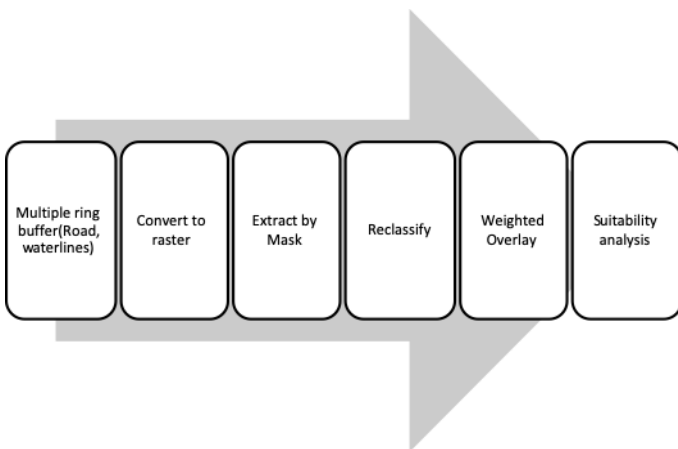 Multiple ring
buffer(Road,
waterlines)
Convert to
raster
Extract by
Mask
Reclassify
Weighted
Overlay
Suitability
analysis